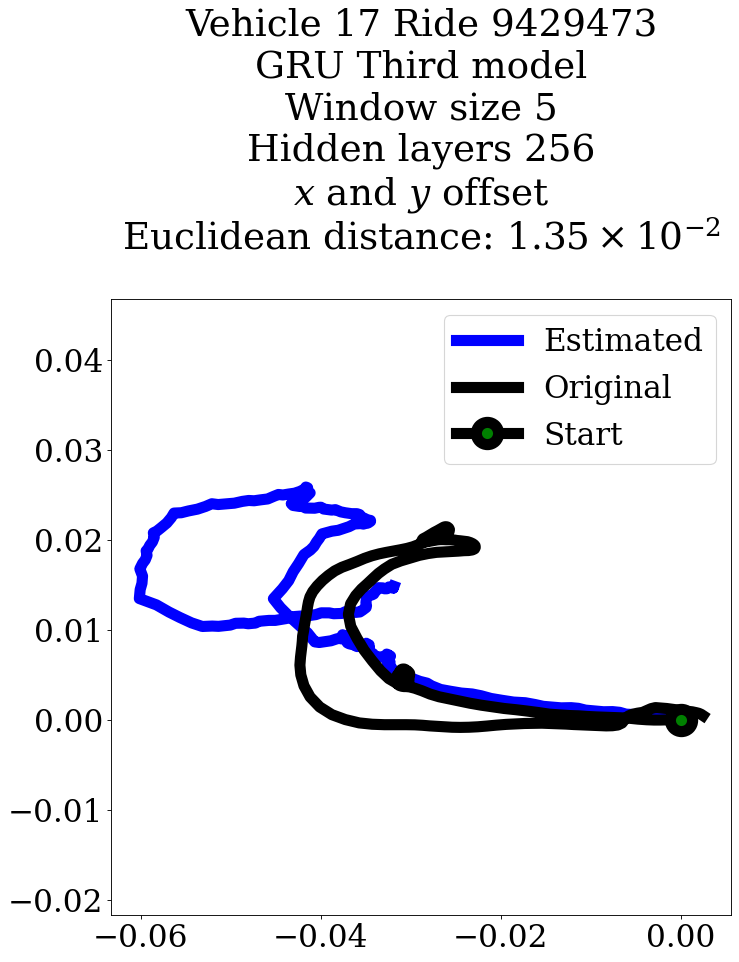 Vehicle 17 Ride 9429473
GRU Third model
Window size 5
Hidden layers 256
x and y offset
Euclidean distance: 1.35 × 10⁻²
Estimated
Original
Start
0.04
0.03
0.02
0.01
0.00
−0.01
−0.02
−0.06 −0.04 −0.02 0.00